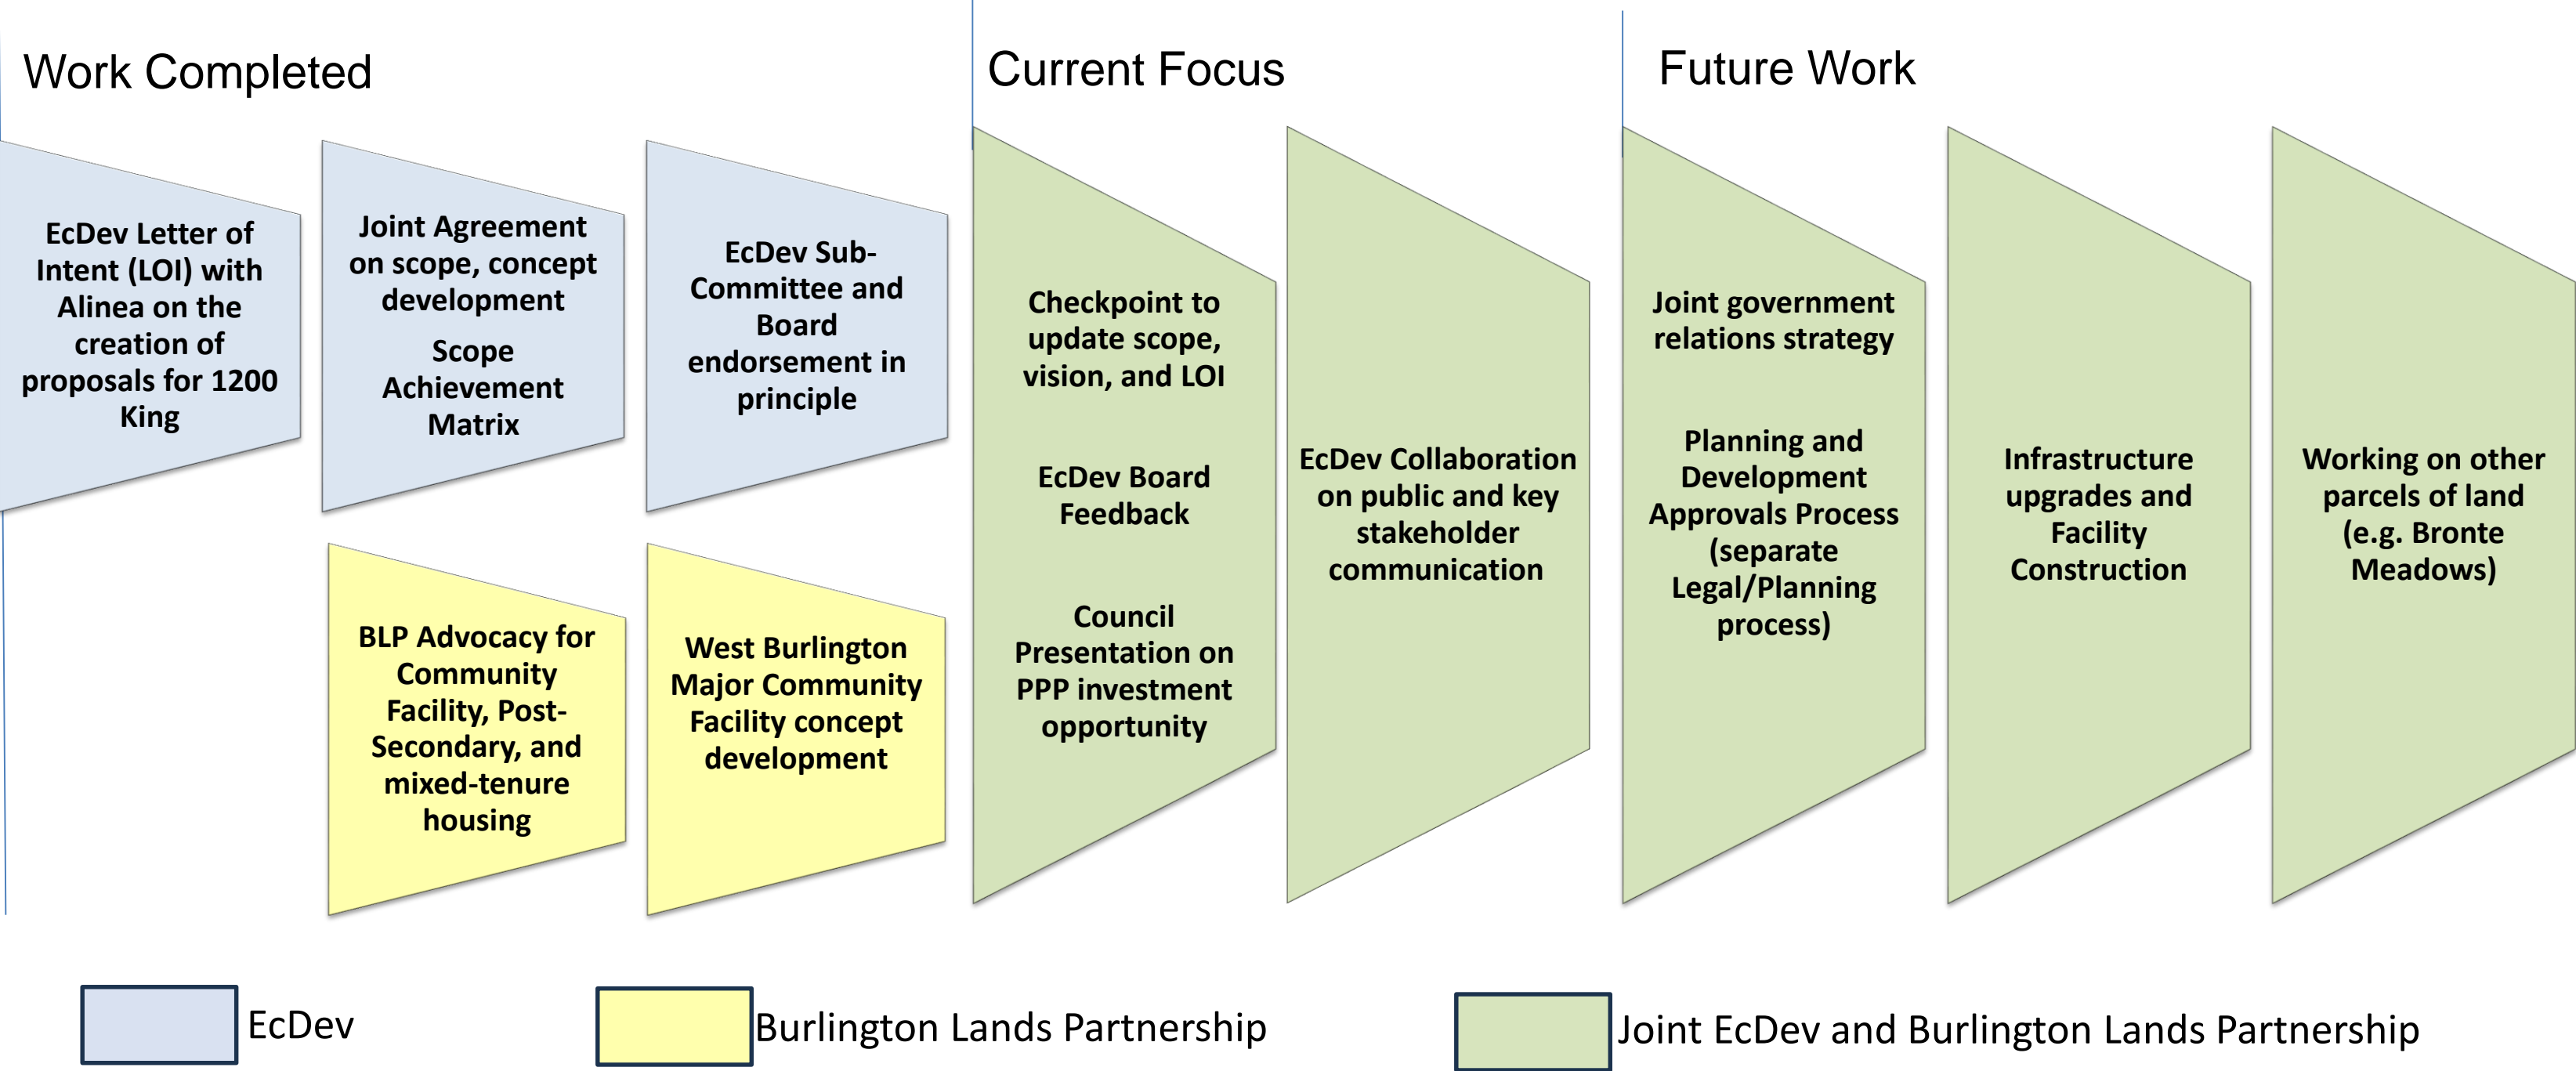 Work Completed
Current Focus
Future Work
EcDev Letter of
Intent (LOI) with
Alinea on the
creation of
proposals for 1200
King
Joint Agreement
on scope, concept
development
Scope
Achievement
Matrix
EcDev Sub-
Committee and
Board
endorsement in
principle
BLP Advocacy for
Community
Facility, Post-
Secondary, and
mixed-tenure
housing
West Burlington
Major Community
Facility concept
development
Checkpoint to
update scope,
vision, and LOI
EcDev Board
Feedback
Council
Presentation on
PPP investment
opportunity
EcDev Collaboration
on public and key
stakeholder
communication
Joint government
relations strategy
Planning and
Development
Approvals Process
(separate
Legal/Planning
process)
Infrastructure
upgrades and
Facility
Construction
Working on other
parcels of land
(e.g. Bronte
Meadows)
EcDev
Burlington Lands Partnership
Joint EcDev and Burlington Lands Partnership